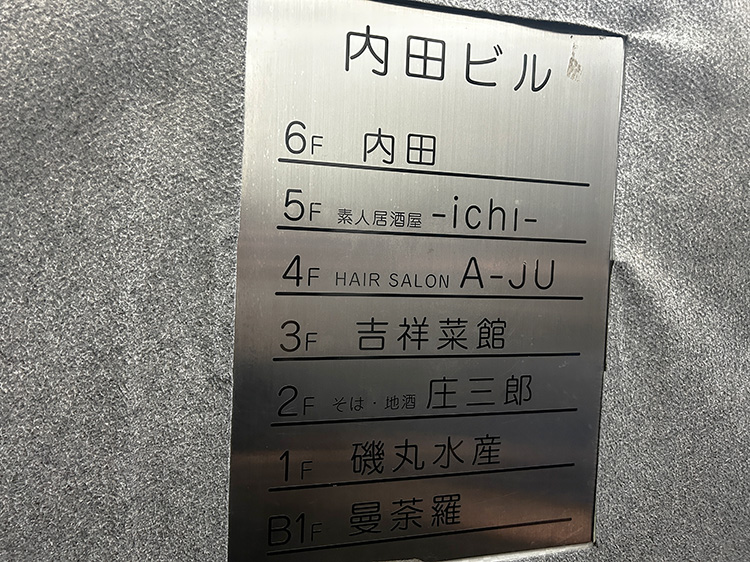 内田ビル
6F 内田
5F 素人居酒屋 -ichi-
4F HAIR SALON A-JU
3F 吉祥菜館
2F そは・地酒 庄三郎
1F 磯丸水産
B1F 曼荼羅